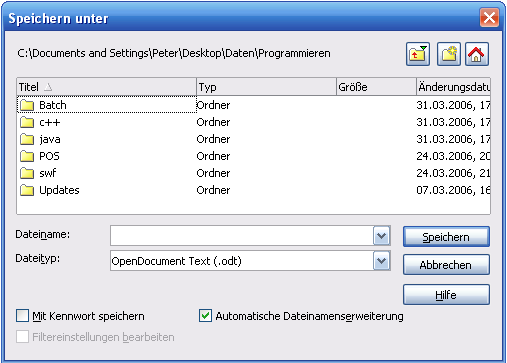 Speichern unter
C:\Documents and Settings\Peter\Desktop\Daten\Programmieren
Titel Typ Größe Änderungsdatu
Batch Ordner 31.03.2006, 17
c++ Ordner 31.03.2006, 17
java Ordner 31.03.2006, 17
POS Ordner 24.03.2006, 20
swf Ordner 24.03.2006, 20
Updates Ordner 07.03.2006, 16
Dateiname: Speichern
Dateityp: OpenDocument Text (.odt) Abbrechen
Hilfe
Mit Kennwort speichern Automatische Dateinamenserweiterung
Filtereinstellungen bearbeiten